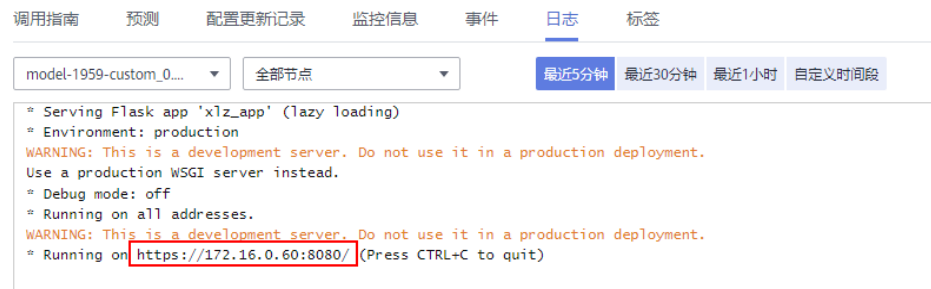 调用指南 预测 配置更新记录 监控信息 事件 日志 标签
model-1959-custom_0.... 全部节点 最近5分钟 最近30分钟 最近1小时 自定义时间段
* Serving Flask app 'xlz_app' (lazy loading)
* Environment: production
WARNING: This is a development server. Do not use it in a production deployment.
Use a production WSGI server instead.
* Debug mode: off
* Running on all addresses.
WARNING: This is a development server. Do not use it in a production deployment.
* Running on https://172.16.0.60:8080/ (Press CTRL+C to quit)